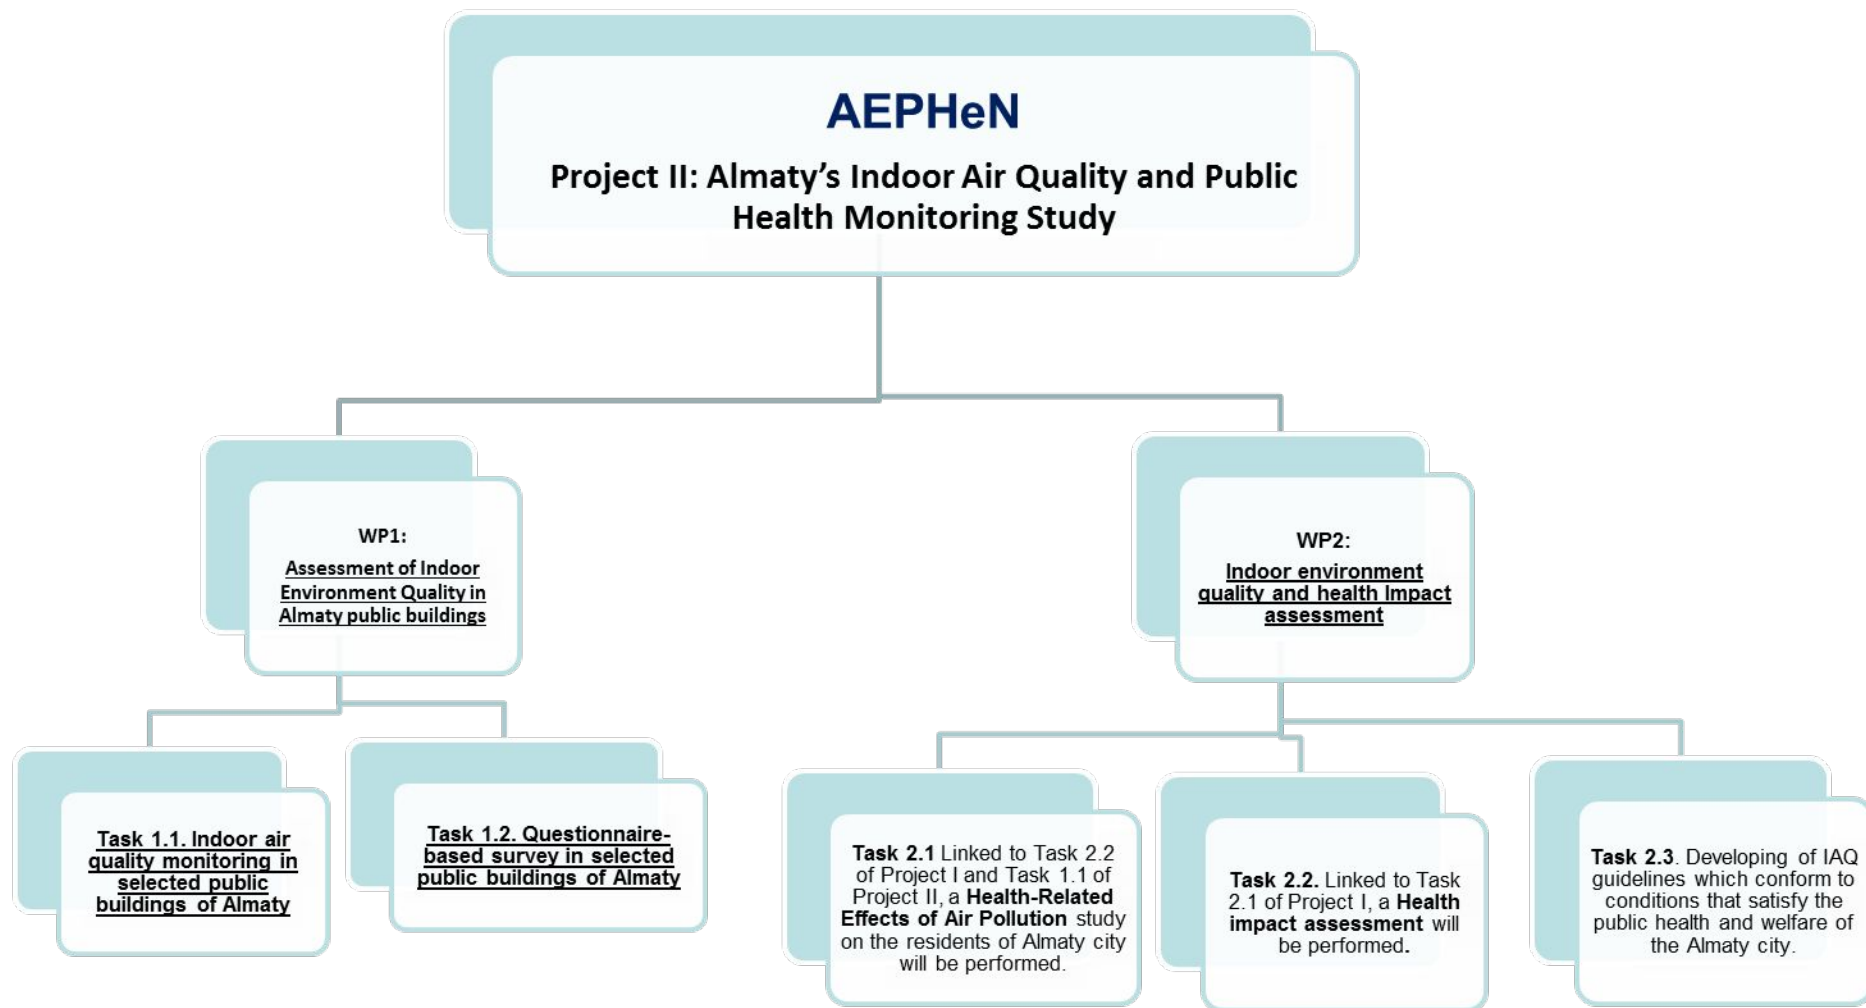 AEPHeN
Project II: Almaty’s Indoor Air Quality and Public
Health Monitoring Study
WP1:
Assessment of Indoor
Environment Quality in
Almaty public buildings
WP2:
Indoor environment
quality and health Impact
assessment
Task 1.1. Indoor air
quality monitoring in
selected public
buildings of Almaty
Task 1.2. Questionnaire-
based survey in selected
public buildings of Almaty
Task 2.1 Linked to Task 2.2
of Project I and Task 1.1 of
Project II, a Health-Related
Effects of Air Pollution study
on the residents of Almaty city
will be performed.
Task 2.2. Linked to Task
2.1 of Project I, a Health
impact assessment will
be performed.
Task 2.3. Developing of IAQ
guidelines which conform to
conditions that satisfy the
public health and welfare of
the Almaty city.